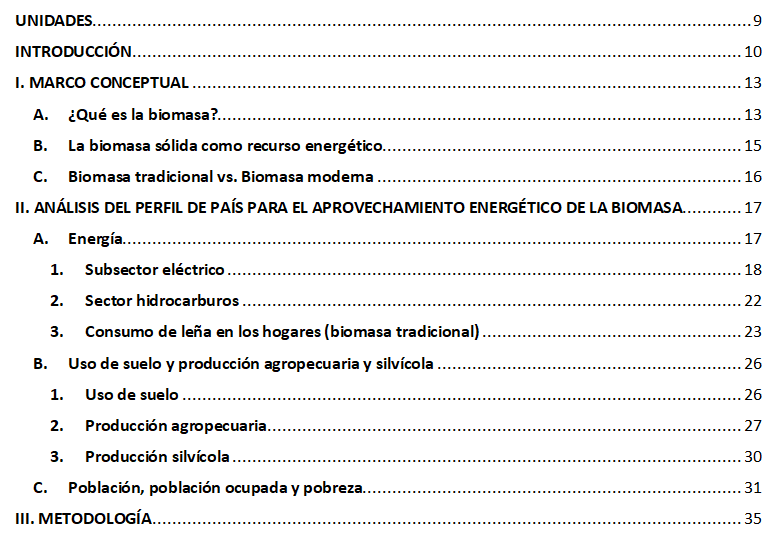 UNIDADES 9
INTRODUCCIÓN 10
I. MARCO CONCEPTUAL 13
A. ¿Qué es la biomasa? 13
B. La biomasa sólida como recurso energético 15
C. Biomasa tradicional vs. Biomasa moderna 16
II. ANÁLISIS DEL PERFIL DE PAÍS PARA EL APROVECHAMIENTO ENERGÉTICO DE LA BIOMASA 17
A. Energía 17
1. Subsector eléctrico 18
2. Sector hidrocarburos 22
3. Consumo de leña en los hogares (biomasa tradicional) 23
B. Uso de suelo y producción agropecuaria y silvícola 26
1. Uso de suelo 26
2. Producción agropecuaria 27
3. Producción silvícola 30
C. Población, población ocupada y pobreza 31
III. METODOLOGÍA 35